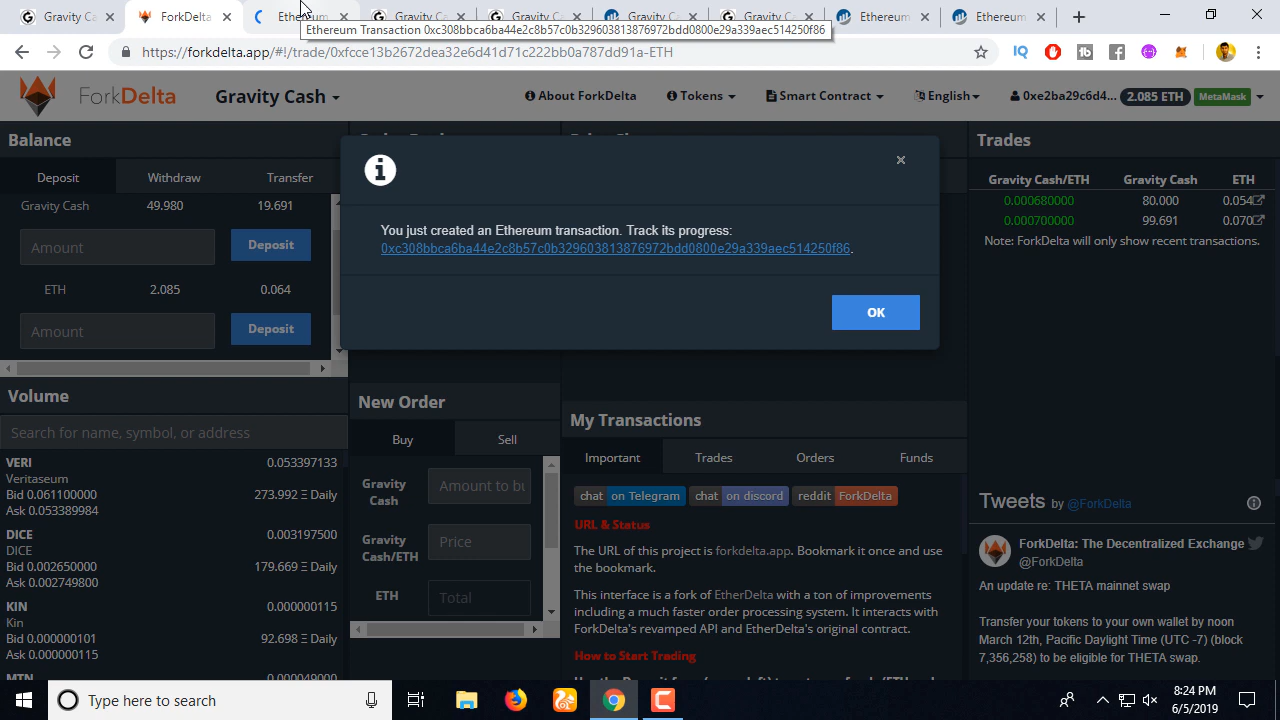 Gravity Ca
ForkDelta
Ethereum
Gravity Ca
Gravity Ca
Gravity Ca
Gravity Ca
Ethereum
Ethereum
Ethereum Transaction 0xc308bbca6ba44e2c8b57c0b329603813876972bdd0800e29a339aec514250f86
https://forkdelta.app/#!/trade/0xfcce13b2672dea32e6d41d71c222bb0a787dd91a-ETH
ForkDelta
Gravity Cash
About ForkDelta
Tokens
Smart Contract
English
0xe2ba29c6d4...
2.085 ETH
MetaMask
Balance
Deposit
Withdraw
Transfer
Gravity Cash 49.980 19.691
Amount
Deposit
ETH 2.085 0.064
Amount
Deposit
You just created an Ethereum transaction. Track its progress:
0xc308bbca6ba44e2c8b57c0b329603813876972bdd0800e29a339aec514250f86.
OK
Trades
Gravity Cash/ETH Gravity Cash ETH
0.000680000 80.000 0.054
0.000700000 99.691 0.070
Note: ForkDelta will only show recent transactions.
Volume
Search for name, symbol, or address
VERI 0.053397133
Veritaseum
Bid 0.061100000 273.992 Ξ Daily
Ask 0.053389984
DICE 0.003197500
DICE
Bid 0.002650000 179.669 Ξ Daily
Ask 0.002749800
KIN 0.000000115
Kin
Bid 0.000000101 92.698 Ξ Daily
Ask 0.000000115
MTN 0.000049000
New Order
Buy
Sell
Gravity
Cash
Amount to bu
Gravity
Cash/ETH
Price
ETH
Total
My Transactions
Important
Trades
Orders
Funds
chat on Telegram
chat on discord
reddit ForkDelta
URL & Status
The URL of this project is forkdelta.app. Bookmark it once and use
the bookmark.
This interface is a fork of EtherDelta with a ton of improvements
including a much faster order processing system. It interacts with
ForkDelta's revamped API and EtherDelta's original contract.
How to Start Trading
Tweets by @ForkDelta
ForkDelta: The Decentralized Exchange
@ForkDelta
An update re: THETA mainnet swap
Transfer your tokens to your own wallet by noon
March 12th, Pacific Daylight Time (UTC -7) (block
7,356,258) to be eligible for THETA swap.
Type here to search
8:24 PM
6/5/2019